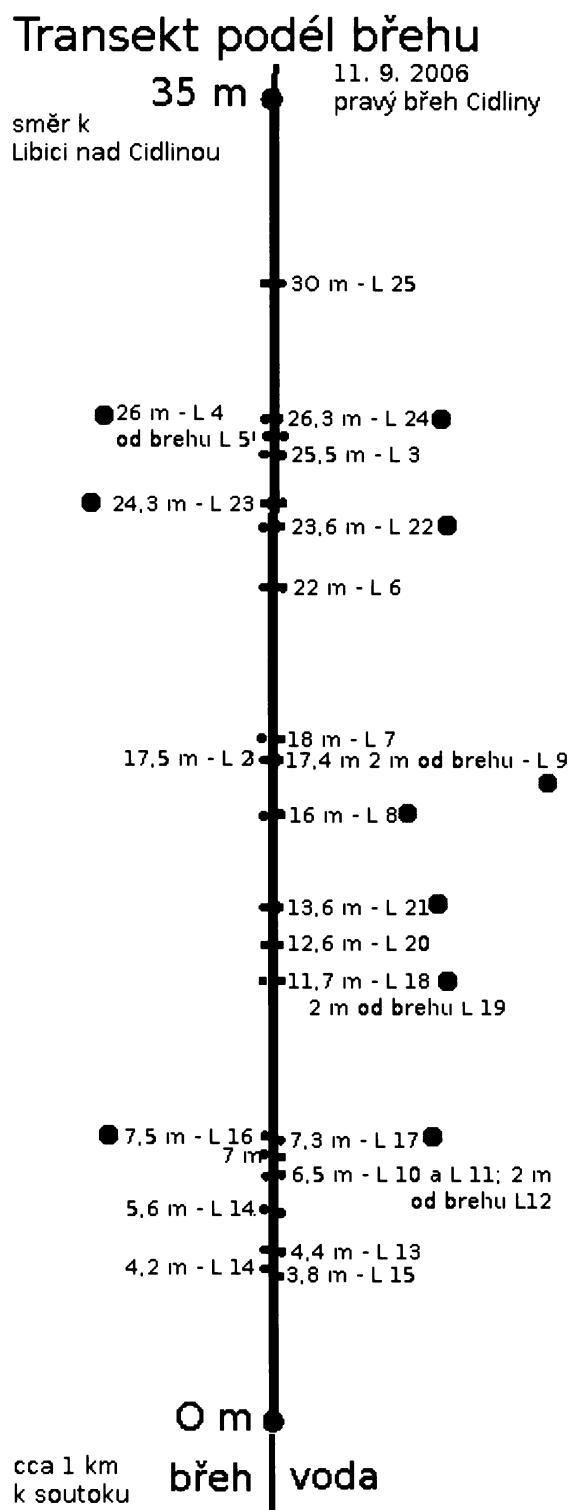 Transekt podél břehu
35 m
11. 9. 2006
pravý břeh Cidliny
směr k
Libici nad Cidlinou
30 m - L 25
26 m - L 4
od brehu L 5
26,3 m - L 24
25,5 m - L 3
24,3 m - L 23
23,6 m - L 22
22 m - L 6
18 m - L 7
17,5 m - L 2
17,4 m 2 m od brehu - L 9
16 m - L 8
13,6 m - L 21
12,6 m - L 20
11,7 m - L 18
2 m od brehu L 19
7,5 m - L 16
7,3 m - L 17
7 m
6,5 m - L 10 a L 11; 2 m
od brehu L12
5,6 m - L 14
4,4 m - L 13
4,2 m - L 14
3,8 m - L 15
0 m
cca 1 km
k soutoku
břeh
voda